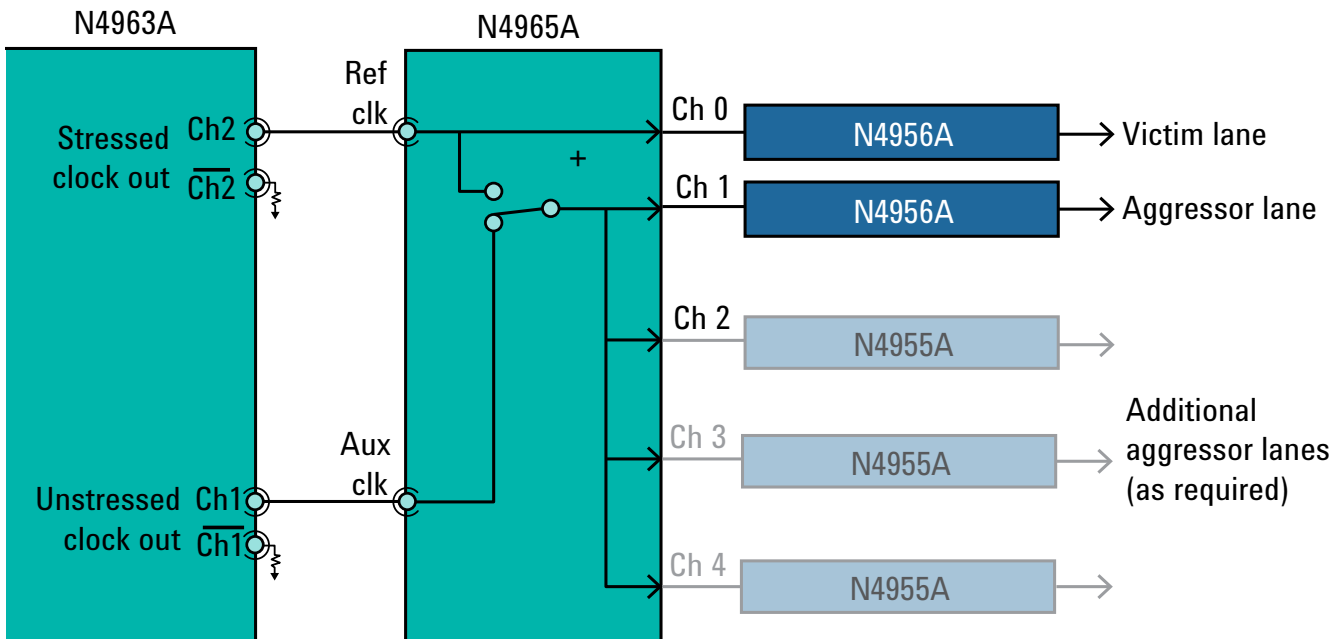 N4963A
N4965A
Ref
clk
Stressed
clock out
Ch2
Ch2
Ch 0
N4956A
Victim lane
+
Ch 1
N4956A
Aggressor lane
Ch 2
N4955A
Ch 3
N4955A
Additional
aggressor lanes
(as required)
Aux
clk
Unstressed
clock out
Ch1
Ch1
Ch 4
N4955A